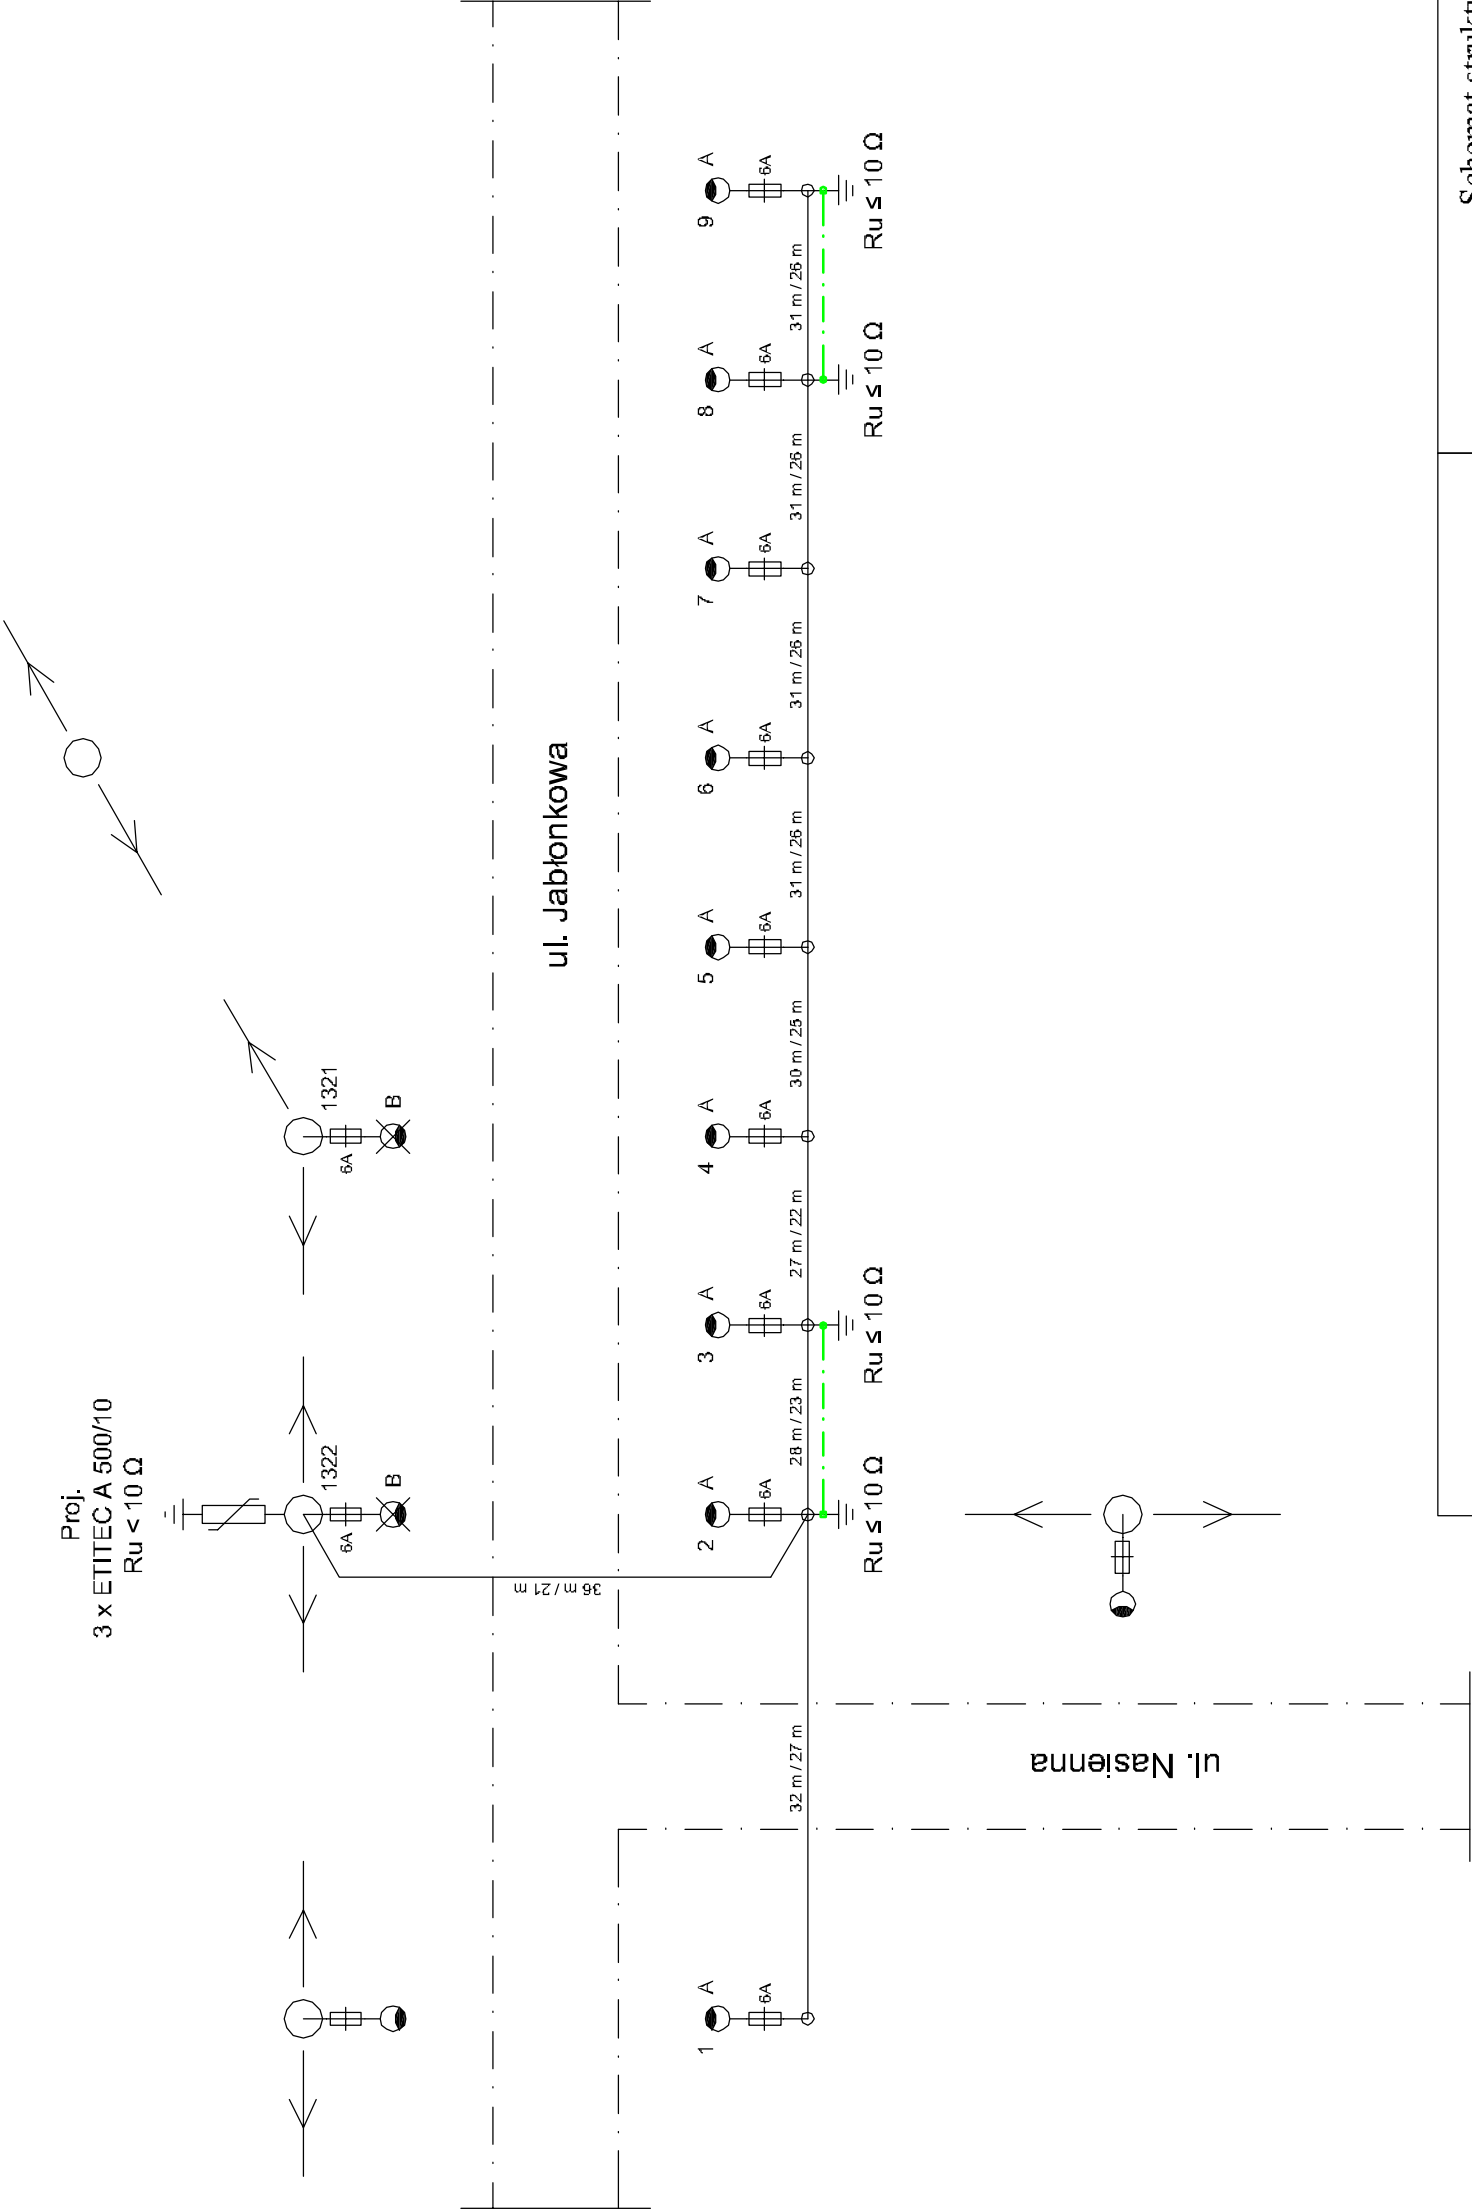 Proj.
3 x ETITEC A 500/10
Ru < 10 Ω
1322
6A
B
1321
6A
B
ul. Jabłonkowa
36 m / 21 m
1
A
6A
32 m / 27 m
2
A
6A
Ru ≤ 10 Ω
28 m / 23 m
3
A
6A
Ru ≤ 10 Ω
27 m / 22 m
4
A
6A
30 m / 25 m
5
A
6A
31 m / 26 m
6
A
6A
31 m / 26 m
7
A
6A
31 m / 26 m
8
A
6A
Ru ≤ 10 Ω
31 m / 26 m
9
A
6A
Ru ≤ 10 Ω
ul. Nasienna
Schemat